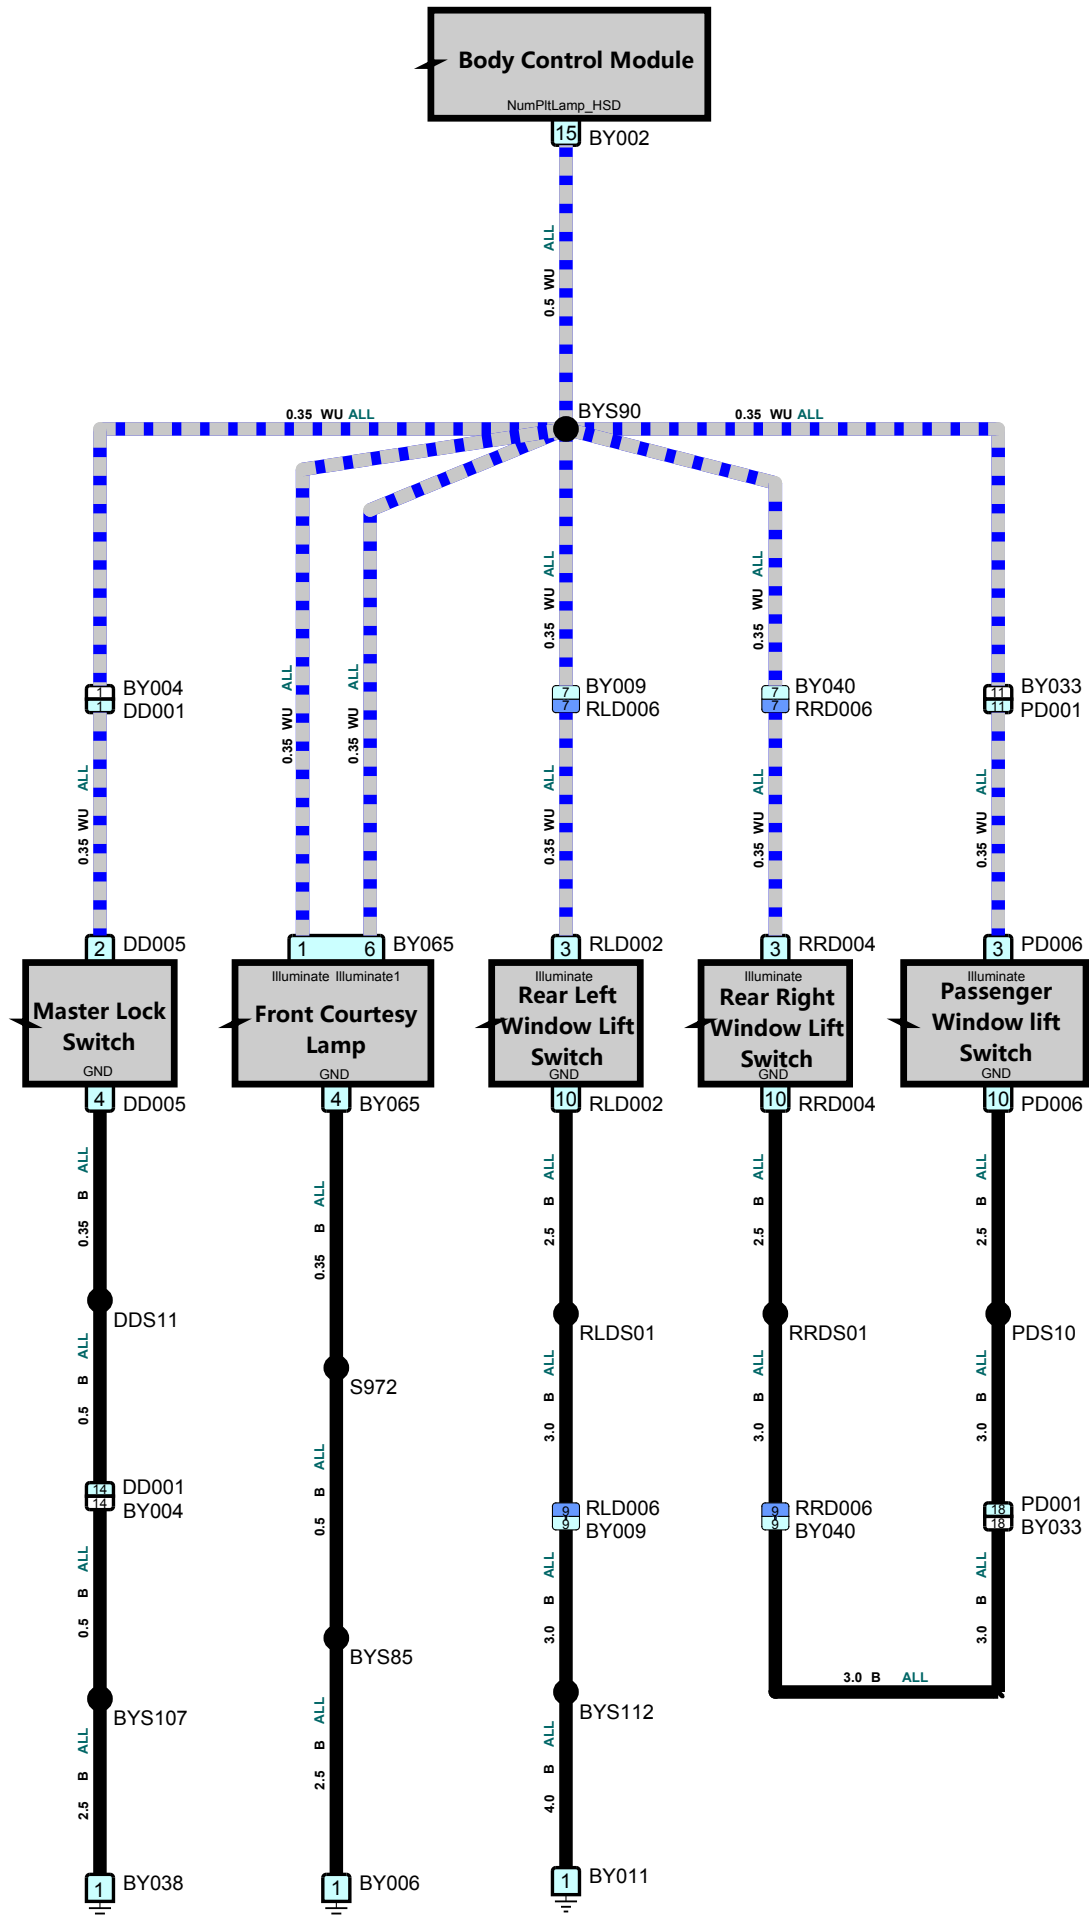 Body Control Module
NumPltLamp_HSD
15 BY002
0.5 WU ALL
BYS90
0.35 WU ALL
0.35 WU ALL
0.35 WU ALL
0.35 WU ALL
0.35 WU ALL
0.35 WU ALL
1 BY004
1 DD001
7 BY009
7 RLD006
7 BY040
7 RRD006
11 BY033
11 PD001
0.35 WU ALL
0.35 WU ALL
0.35 WU ALL
0.35 WU ALL
2 DD005
1 6 BY065
3 RLD002
3 RRD004
3 PD006
Master Lock
Switch
GND
Illuminate Illuminate1
Front Courtesy
Lamp
GND
Illuminate
Rear Left
Window Lift
Switch
GND
Illuminate
Rear Right
Window Lift
Switch
GND
Illuminate
Passenger
Window lift
Switch
GND
4 DD005
4 BY065
10 RLD002
10 RRD004
10 PD006
0.35 B ALL
0.35 B ALL
2.5 B ALL
2.5 B ALL
2.5 B ALL
DDS11
S972
RLDS01
RRDS01
PDS10
0.5 B ALL
0.5 B ALL
3.0 B ALL
3.0 B ALL
3.0 B ALL
14 DD001
14 BY004
9 RLD006
9 BY009
9 RRD006
9 BY040
18 PD001
18 BY033
0.5 B ALL
3.0 B ALL
3.0 B ALL
3.0 B ALL
BYS107
BYS85
BYS112
2.5 B ALL
2.5 B ALL
4.0 B ALL
1 BY038
1 BY006
1 BY011